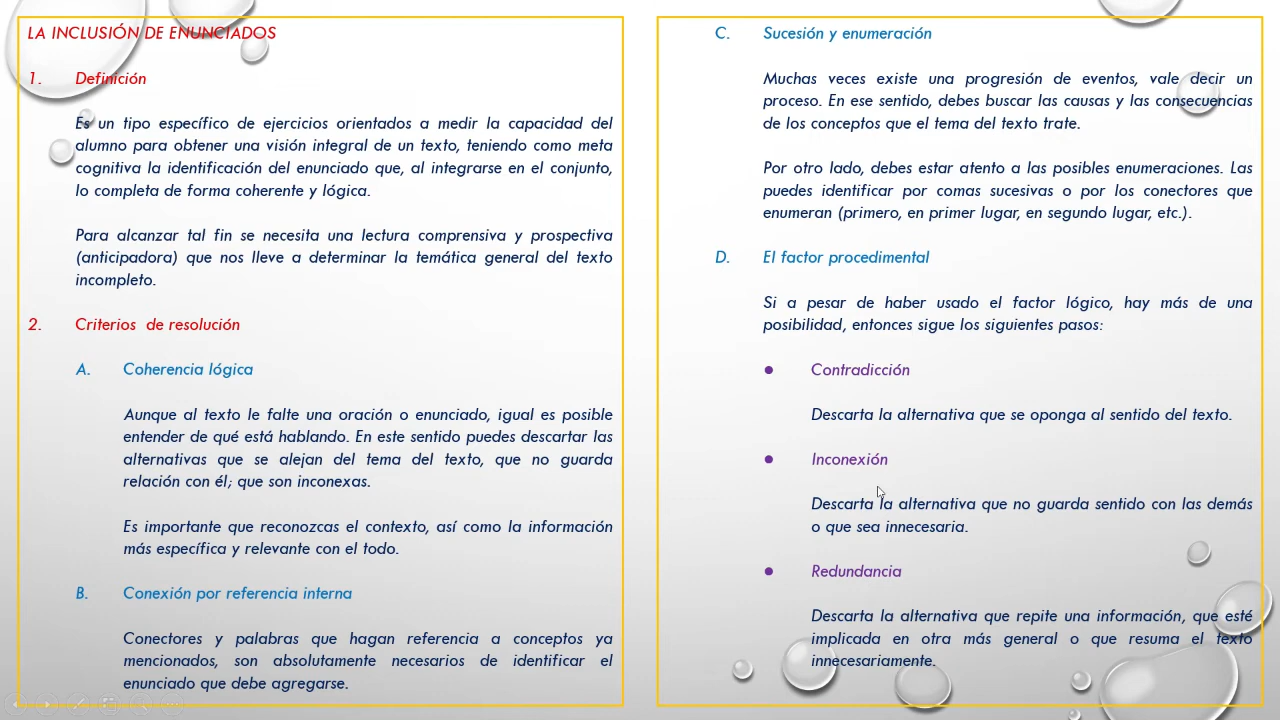 LA INCLUSIÓN DE ENUNCIADOS
1. Definición
Es un tipo específico de ejercicios orientados a medir la capacidad del
alumno para obtener una visión integral de un texto, teniendo como meta
cognitiva la identificación del enunciado que, al integrarse en el conjunto,
lo completa de forma coherente y lógica.
Para alcanzar tal fin se necesita una lectura comprensiva y prospectiva
(anticipadora) que nos lleve a determinar la temática general del texto
incompleto.
2. Criterios de resolución
A. Coherencia lógica
Aunque al texto le falte una oración o enunciado, igual es posible
entender de qué está hablando. En este sentido puedes descartar las
alternativas que se alejan del tema del texto, que no guarda
relación con él; que son inconexas.
Es importante que reconozcas el contexto, así como la información
más específica y relevante con el todo.
B. Conexión por referencia interna
Conectores y palabras que hagan referencia a conceptos ya
mencionados, son absolutamente necesarios de identificar el
enunciado que debe agregarse.
C. Sucesión y enumeración
Muchas veces existe una progresión de eventos, vale decir un
proceso. En ese sentido, debes buscar las causas y las consecuencias
de los conceptos que el tema del texto trate.
Por otro lado, debes estar atento a las posibles enumeraciones. Las
puedes identificar por comas sucesivas o por los conectores que
enumeran (primero, en primer lugar, en segundo lugar, etc.).
D. El factor procedimental
Si a pesar de haber usado el factor lógico, hay más de una
posibilidad, entonces sigue los siguientes pasos:
● Contradicción
Descarta la alternativa que se oponga al sentido del texto.
● Inconexión
Descarta la alternativa que no guarda sentido con las demás
o que sea innecesaria.
● Redundancia
Descarta la alternativa que repite una información, que esté
implicada en otra más general o que resuma el texto
innecesariamente.